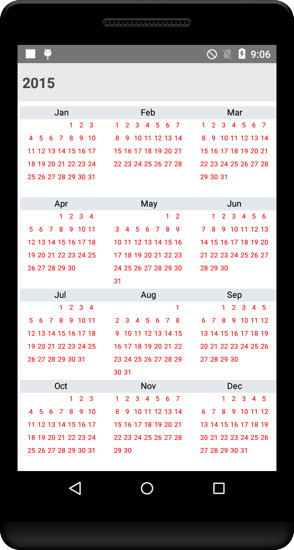 9:06
2015
Jan Feb Mar
1 2 3 1 2 3 4 5 6 7 1 2 3 4 5 6 7
4 5 6 7 8 9 10 8 9 10 11 12 13 14 8 9 10 11 12 13 14
11 12 13 14 15 16 17 15 16 17 18 19 20 21 15 16 17 18 19 20 21
18 19 20 21 22 23 24 22 23 24 25 26 27 28 22 23 24 25 26 27 28
25 26 27 28 29 30 31 29 30 31
Apr May Jun
1 2 3 4 1 2 1 2 3 4 5 6
5 6 7 8 9 10 11 3 4 5 6 7 8 9 7 8 9 10 11 12 13
12 13 14 15 16 17 18 10 11 12 13 14 15 16 14 15 16 17 18 19 20
19 20 21 22 23 24 25 17 18 19 20 21 22 23 21 22 23 24 25 26 27
26 27 28 29 30 24 25 26 27 28 29 30 28 29 30
31
Jul Aug Sep
1 2 3 4 1 1 2 3 4 5
5 6 7 8 9 10 11 2 3 4 5 6 7 8 6 7 8 9 10 11 12
12 13 14 15 16 17 18 9 10 11 12 13 14 15 13 14 15 16 17 18 19
19 20 21 22 23 24 25 16 17 18 19 20 21 22 20 21 22 23 24 25 26
26 27 28 29 30 31 23 24 25 26 27 28 29 27 28 29 30
30 31
Oct Nov Dec
1 2 3 1 2 3 4 5 6 7 1 2 3 4 5
4 5 6 7 8 9 10 8 9 10 11 12 13 14 6 7 8 9 10 11 12
11 12 13 14 15 16 17 15 16 17 18 19 20 21 13 14 15 16 17 18 19
18 19 20 21 22 23 24 22 23 24 25 26 27 28 20 21 22 23 24 25 26
25 26 27 28 29 30 31 29 30 27 28 29 30 31